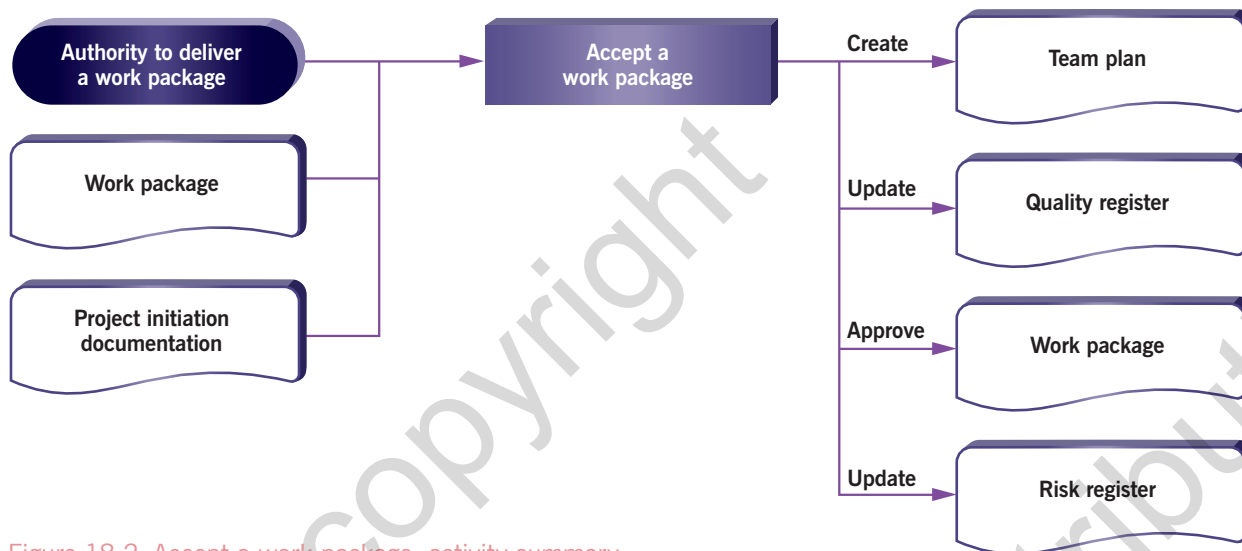 Authority to deliver
a work package
Work package
Project initiation
documentation
Accept a
work package
Create
Team plan
Update
Quality register
Approve
Work package
Update
Risk register
copyright
Figure 18.2 Accept a work package: activity summary